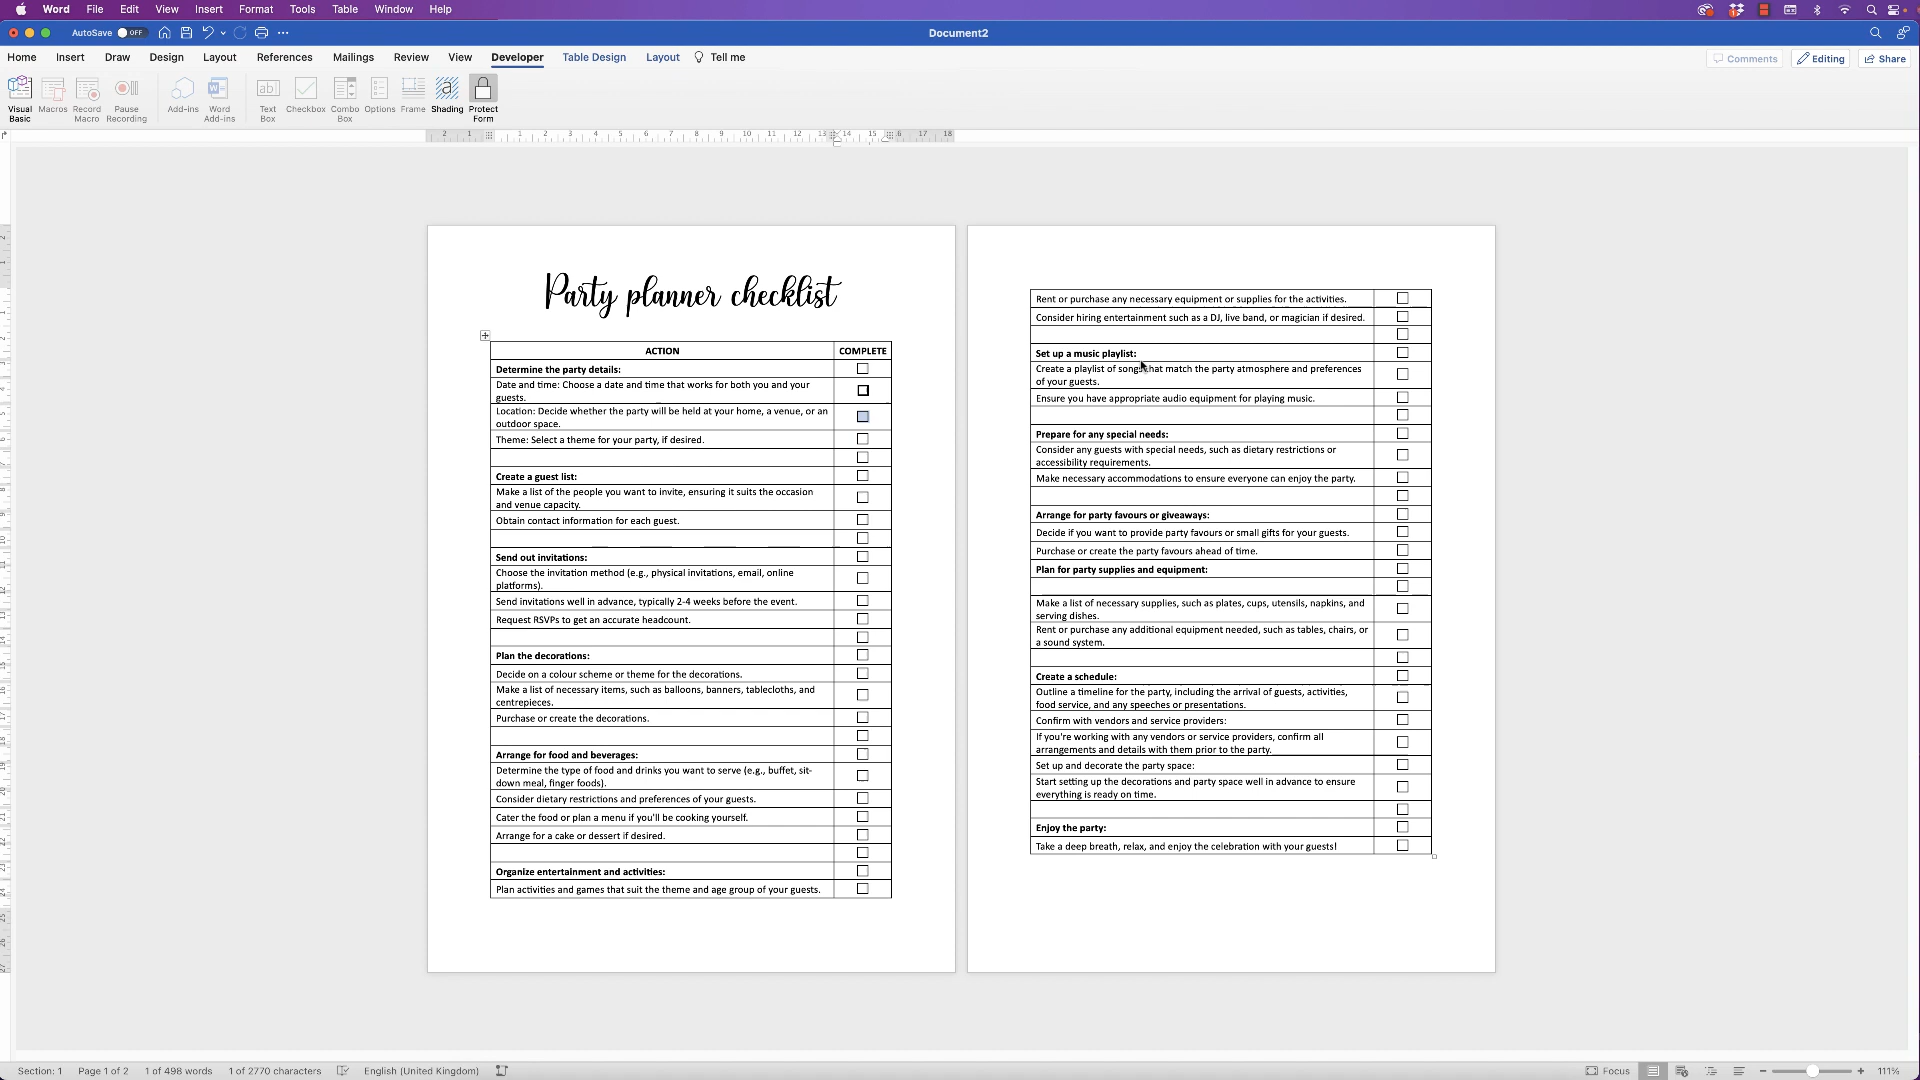 Word File Edit View Insert Format Tools Table Window Help
AutoSave OFF
Document2
Home Insert Draw Design Layout References Mailings Review View Developer Table Design Layout Tell me
Comments Editing Share
Visual Basic
Macros
Record Macro
Pause Recording
Add-ins
Word Add-ins
Text Box
Checkbox
Combo Box
Options
Frame
Shading
Protect Form
2 1 1 2 3 4 5 6 7 8 9 10 11 12 13 14 15 16 17 18
Party planner checklist
ACTION COMPLETE
Determine the party details:
Date and time: Choose a date and time that works for both you and your
guests.
Location: Decide whether the party will be held at your home, a venue, or an
outdoor space.
Theme: Select a theme for your party, if desired.
Create a guest list:
Make a list of the people you want to invite, ensuring it suits the occasion
and venue capacity.
Obtain contact information for each guest.
Send out invitations:
Choose the invitation method (e.g., physical invitations, email, online
platforms).
Send invitations well in advance, typically 2-4 weeks before the event.
Request RSVPs to get an accurate headcount.
Plan the decorations:
Decide on a colour scheme or theme for the decorations.
Make a list of necessary items, such as balloons, banners, tablecloths, and
centrepieces.
Purchase or create the decorations.
Arrange for food and beverages:
Determine the type of food and drinks you want to serve (e.g., buffet, sit-
down meal, finger foods).
Consider dietary restrictions and preferences of your guests.
Cater the food or plan a menu if you'll be cooking yourself.
Arrange for a cake or dessert if desired.
Organize entertainment and activities:
Plan activities and games that suit the theme and age group of your guests.
Rent or purchase any necessary equipment or supplies for the activities.
Consider hiring entertainment such as a DJ, live band, or magician if desired.
Set up a music playlist:
Create a playlist of songs that match the party atmosphere and preferences
of your guests.
Ensure you have appropriate audio equipment for playing music.
Prepare for any special needs:
Consider any guests with special needs, such as dietary restrictions or
accessibility requirements.
Make necessary accommodations to ensure everyone can enjoy the party.
Arrange for party favours or giveaways:
Decide if you want to provide party favours or small gifts for your guests.
Purchase or create the party favours ahead of time.
Plan for party supplies and equipment:
Make a list of necessary supplies, such as plates, cups, utensils, napkins, and
serving dishes.
Rent or purchase any additional equipment needed, such as tables, chairs, or
a sound system.
Create a schedule:
Outline a timeline for the party, including the arrival of guests, activities,
food service, and any speeches or presentations.
Confirm with vendors and service providers:
If you're working with any vendors or service providers, confirm all
arrangements and details with them prior to the party.
Set up and decorate the party space:
Start setting up the decorations and party space well in advance to ensure
everything is ready on time.
Enjoy the party:
Take a deep breath, relax, and enjoy the celebration with your guests!
Section: 1 Page 1 of 2 1 of 498 words 1 of 2770 characters English (United Kingdom) Focus 111%